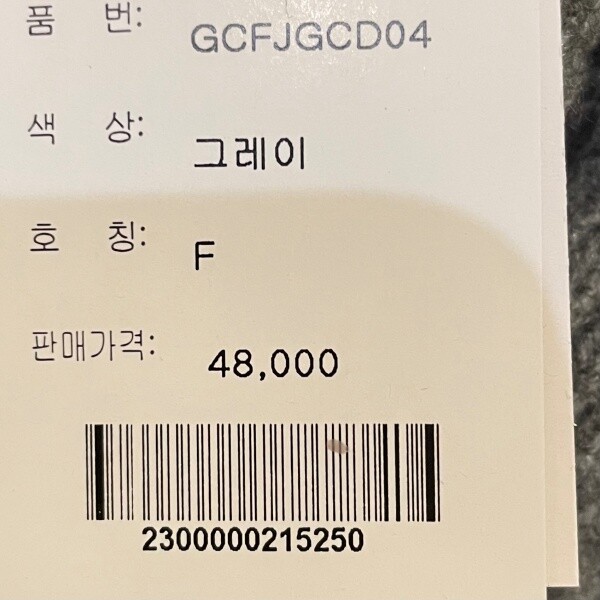 품 번: GCFJGCD04
색 상: 그레이
호 칭: F
판매가격: 48,000
2300000215250